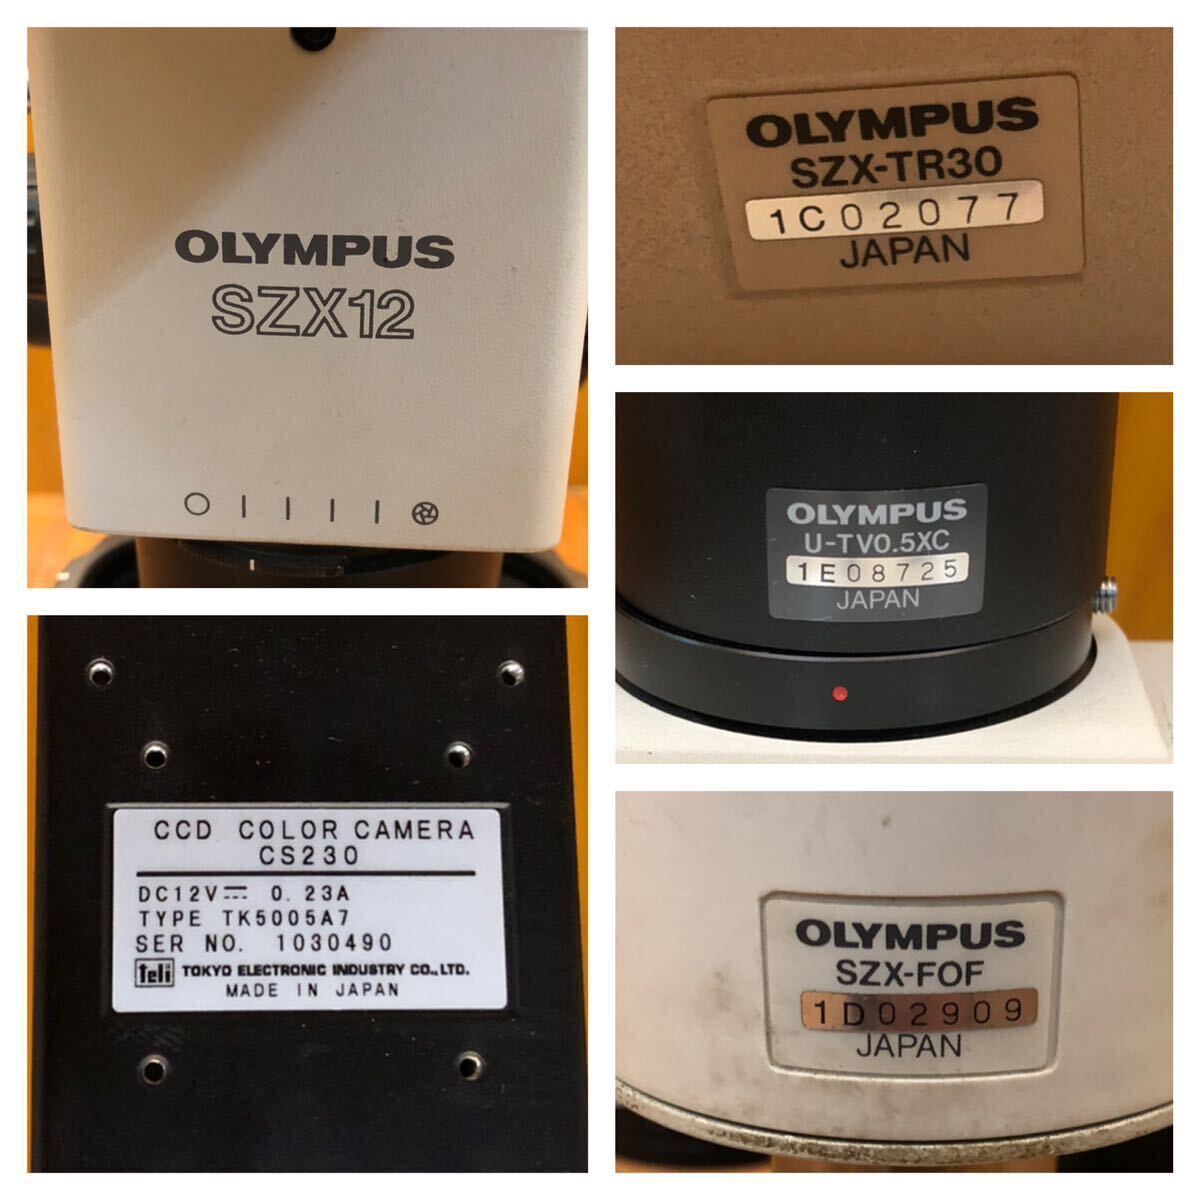 OLYMPUS
SZX12
OLYMPUS
SZX-TR30
1C02077
JAPAN
OLYMPUS
U-TV0.5XC
1E08725
JAPAN
CCD COLOR CAMERA
CS230
DC12V⎓ 0.23A
TYPE TK5005A7
SER NO. 1030490
teli TOKYO ELECTRONIC INDUSTRY CO.,LTD.
MADE IN JAPAN
OLYMPUS
SZX-FOF
1D02909
JAPAN